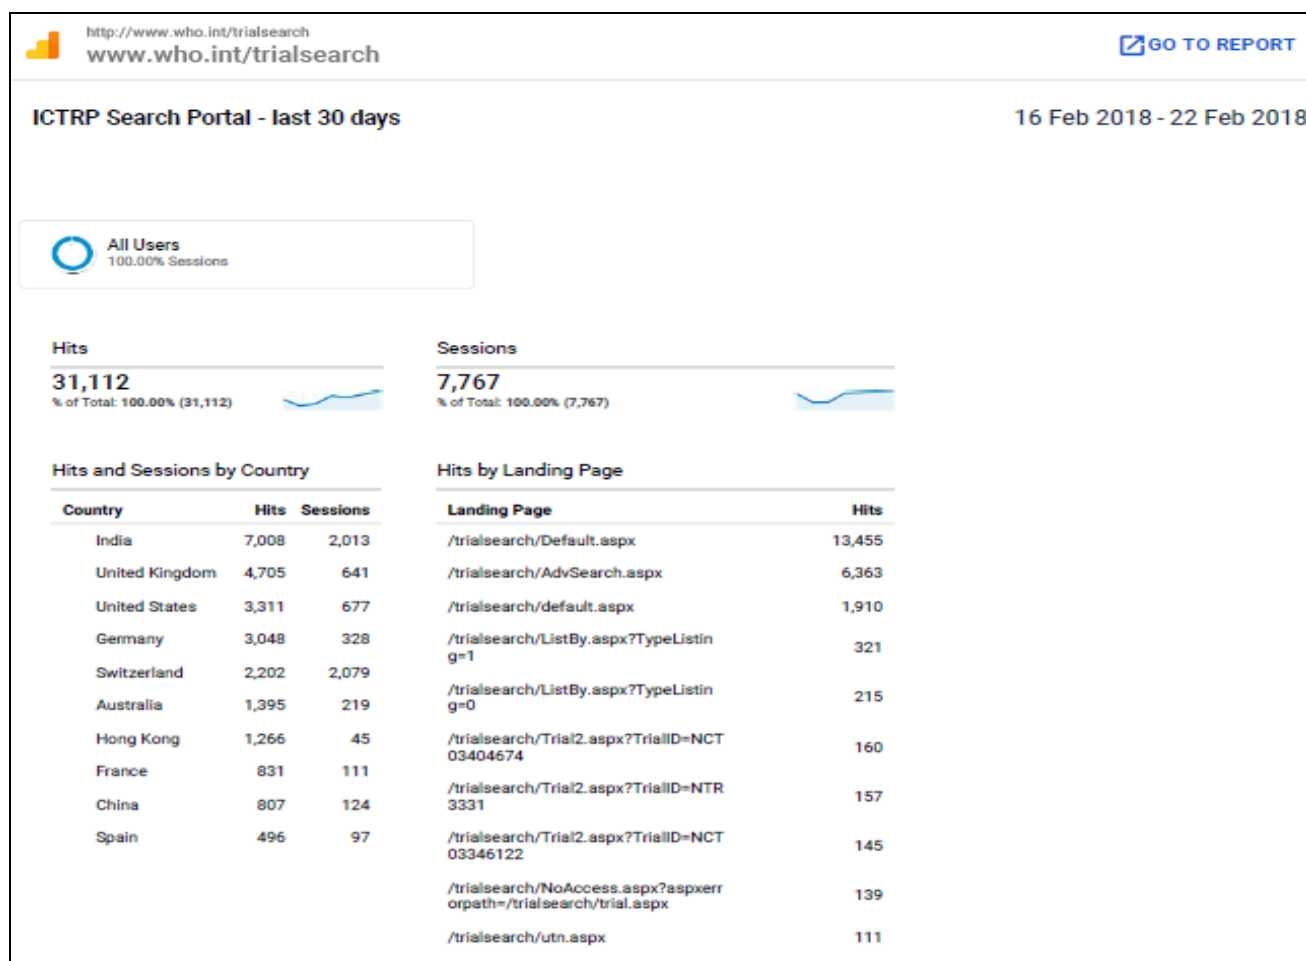 http://www.who.int/trialsearch
www.who.int/trialsearch
GO TO REPORT
ICTRP Search Portal - last 30 days
16 Feb 2018 - 22 Feb 2018
All Users
100.00% Sessions
Hits
31,112
% of Total: 100.00% (31,112)
Sessions
7,767
% of Total: 100.00% (7,767)
Hits and Sessions by Country
Country Hits Sessions
India 7,008 2,013
United Kingdom 4,705 641
United States 3,311 677
Germany 3,048 328
Switzerland 2,202 2,079
Australia 1,395 219
Hong Kong 1,266 45
France 831 111
China 807 124
Spain 496 97
Hits by Landing Page
Landing Page Hits
/trialsearch/Default.aspx 13,455
/trialsearch/AdvSearch.aspx 6,363
/trialsearch/default.aspx 1,910
/trialsearch/ListBy.aspx?TypeListin
g=1 321
/trialsearch/ListBy.aspx?TypeListin
g=0 215
/trialsearch/Trial2.aspx?TrialID=NCT
03404674 160
/trialsearch/Trial2.aspx?TrialID=NTR
3331 157
/trialsearch/Trial2.aspx?TrialID=NCT
03346122 145
/trialsearch/NoAccess.aspx?aspxerr
orpath=/trialsearch/trial.aspx 139
/trialsearch/utn.aspx 111